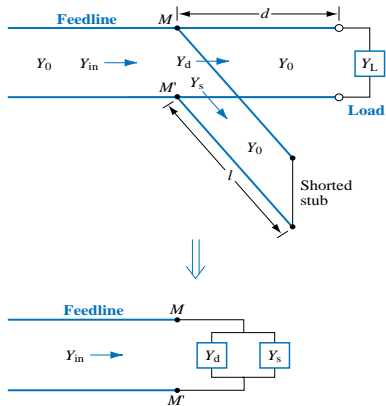 M
d
Feedline
Y0 Yin Yd Y0 YL
Ys
M'
Load
Y0
l
Shorted
stub
Feedline
M
Yin Yd Ys
M'